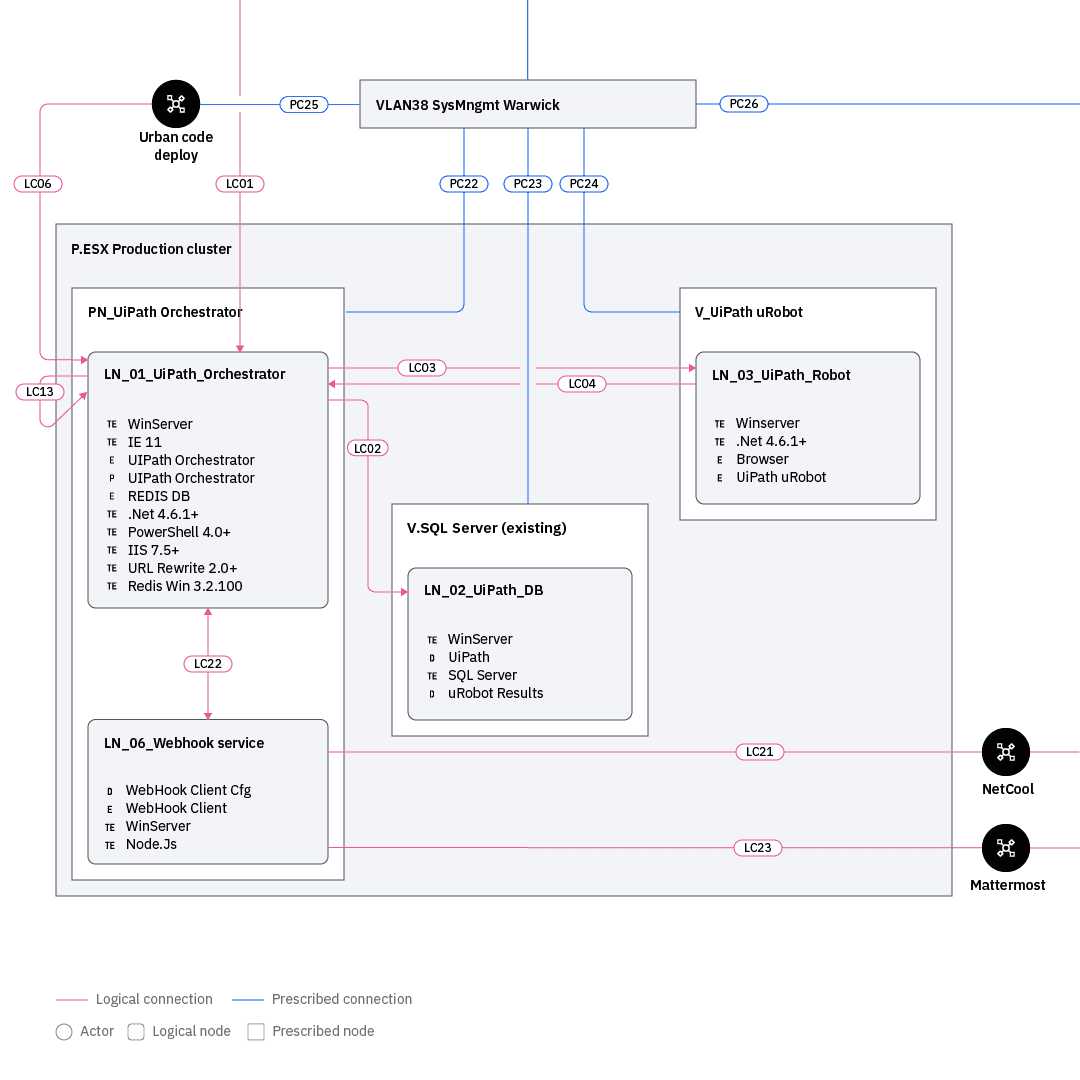 PC25
VLAN38 SysMngmt Warwick
PC26
Urban code
deploy
LC06
LC01
PC22
PC23
PC24
P.ESX Production cluster
PN_UiPath Orchestrator
V_UiPath uRobot
LN_01_UiPath_Orchestrator
LC03
LC04
LN_03_UiPath_Robot
LC13
TE WinServer
TE IE 11
E UIPath Orchestrator
P UIPath Orchestrator
E REDIS DB
TE .Net 4.6.1+
TE PowerShell 4.0+
TE IIS 7.5+
TE URL Rewrite 2.0+
TE Redis Win 3.2.100
LC02
TE Winserver
TE .Net 4.6.1+
E Browser
E UiPath uRobot
V.SQL Server (existing)
LN_02_UiPath_DB
TE WinServer
D UiPath
TE SQL Server
D uRobot Results
LC22
LN_06_Webhook service
D WebHook Client Cfg
E WebHook Client
TE WinServer
TE Node.Js
LC21
NetCool
LC23
Mattermost
Logical connection
Prescribed connection
Actor
Logical node
Prescribed node